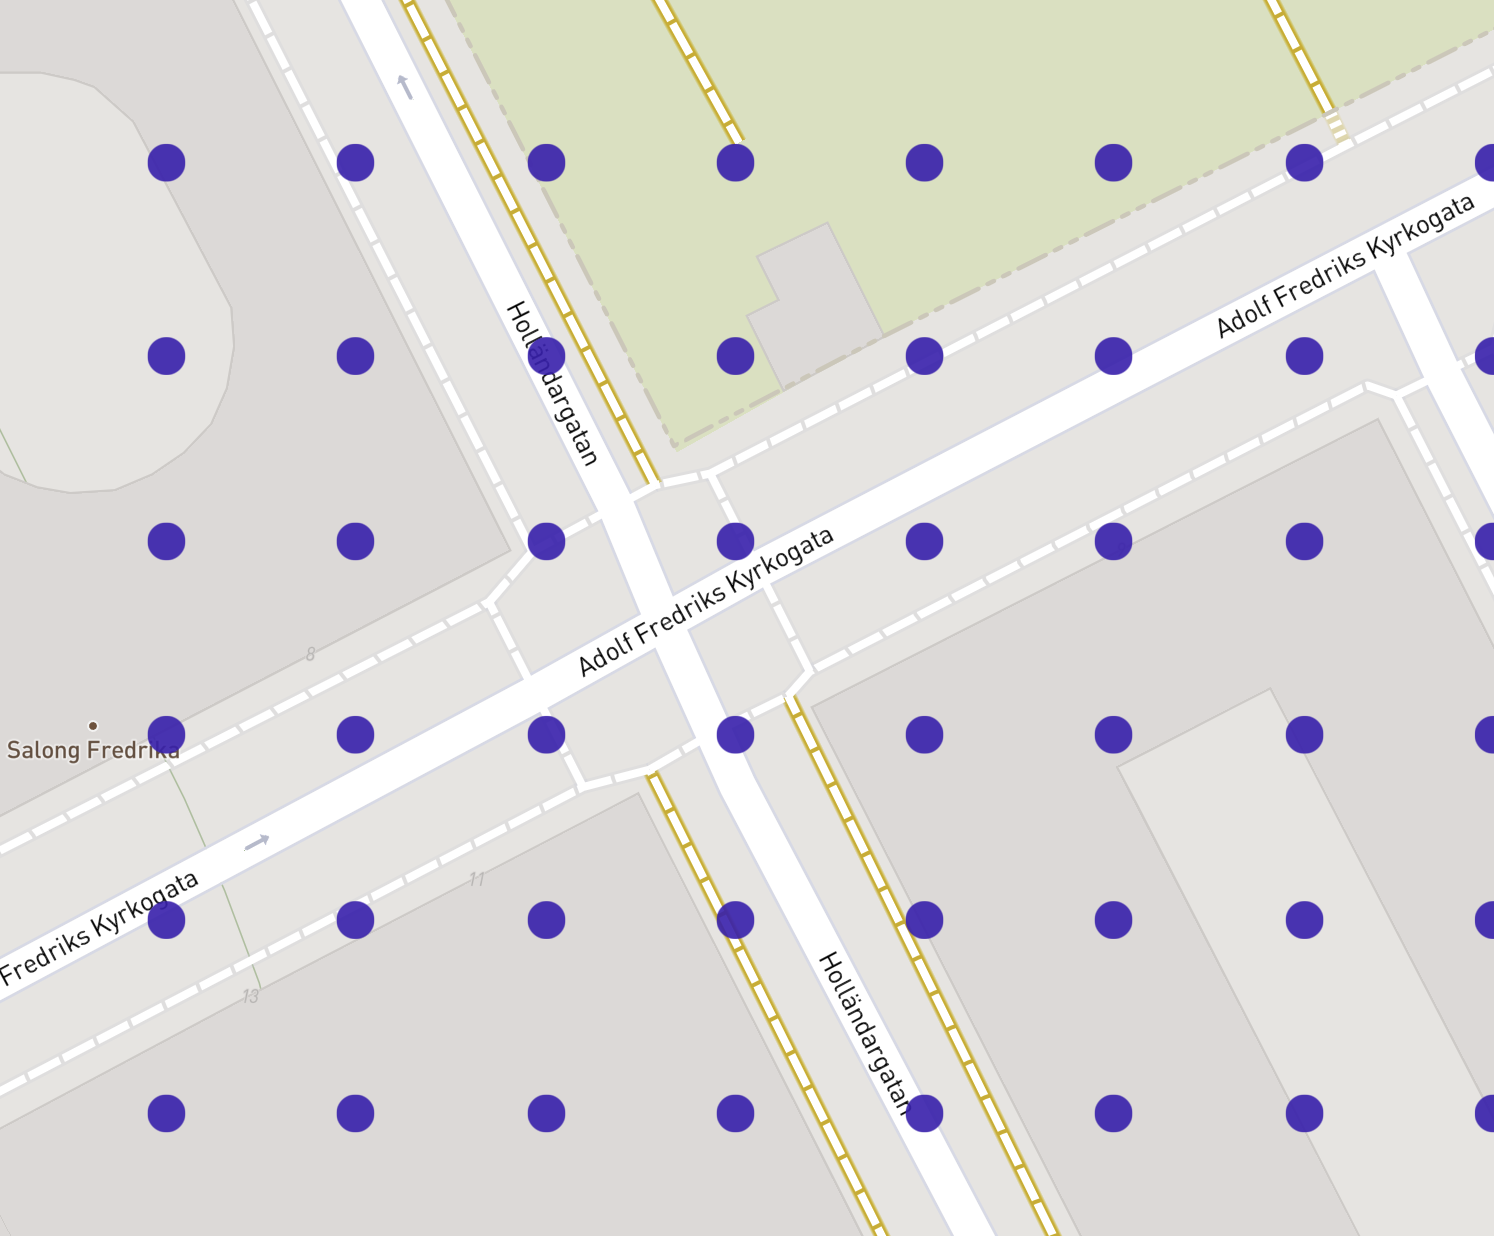 Adolf Fredriks Kyrkogata
Holländargatan
Adolf Fredriks Kyrkogata
8
Salong Fredrika
Fredriks Kyrkogata
11
13
Holländargatan